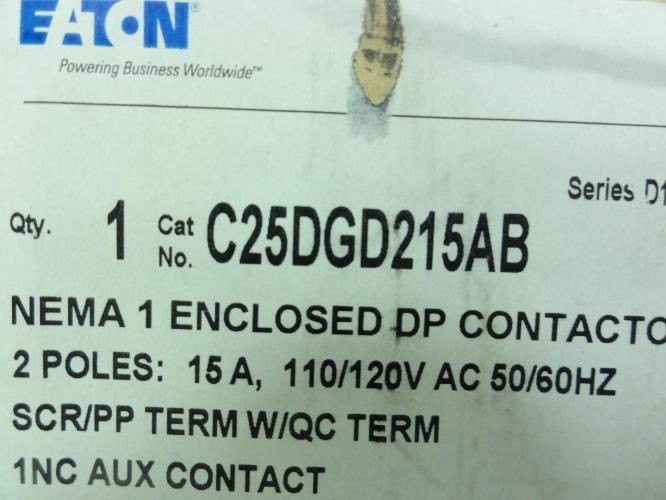 EATON
Powering Business Worldwide™
Series D1
Qty. 1 Cat No. C25DGD215AB
NEMA 1 ENCLOSED DP CONTACTO
2 POLES: 15 A, 110/120V AC 50/60HZ
SCR/PP TERM W/QC TERM
1NC AUX CONTACT